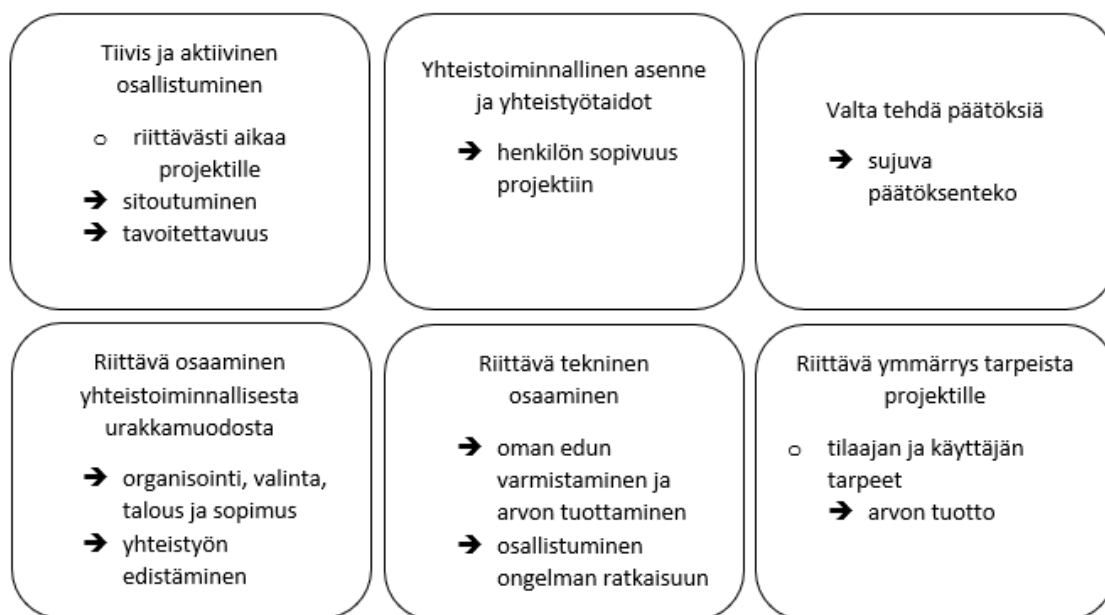 Tiivis ja aktiivinen
osallistuminen
o riittävästi aikaa
projektille
➔ sitoutuminen
➔ tavoitettavuus
Yhteistoiminnallinen asenne
ja yhteistyötaidot
➔ henkilön sopivuus
projektiin
Valta tehdä päätöksiä
➔ sujuva
päätöksenteko
Riittävä osaaminen
yhteistoiminnallisesta
urakkamuodosta
➔ organisointi, valinta,
talous ja sopimus
➔ yhteistyön
edistäminen
Riittävä tekninen
osaaminen
➔ oman edun
varmistaminen ja
arvon tuottaminen
➔ osallistuminen
ongelman ratkaisuun
Riittävä ymmärrys tarpeista
projektille
o tilaajan ja käyttäjän
tarpeet
➔ arvon tuotto